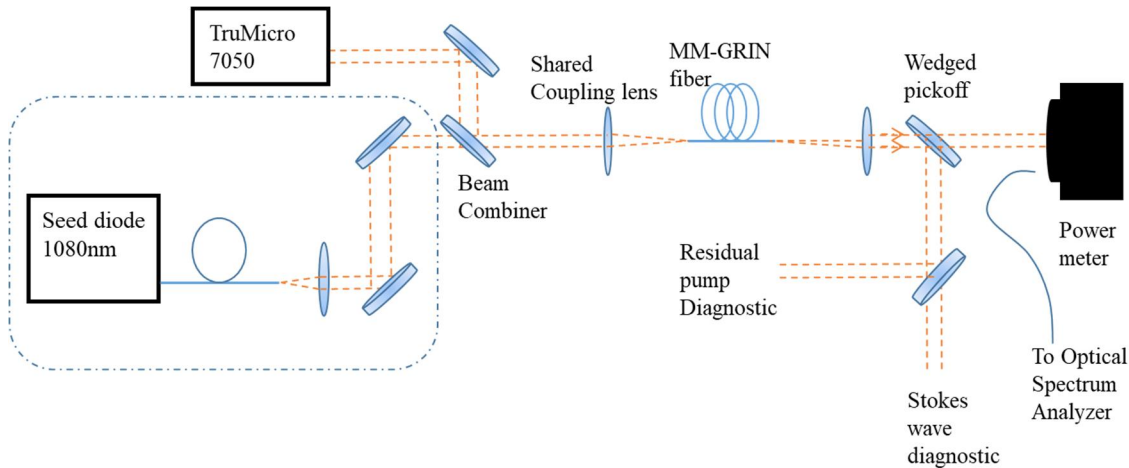 TruMicro
7050
Seed diode
1080nm
Beam
Combiner
Shared
Coupling lens
MM-GRIN
fiber
Wedged
pickoff
Power
meter
Residual
pump
Diagnostic
Stokes
wave
diagnostic
To Optical
Spectrum
Analyzer